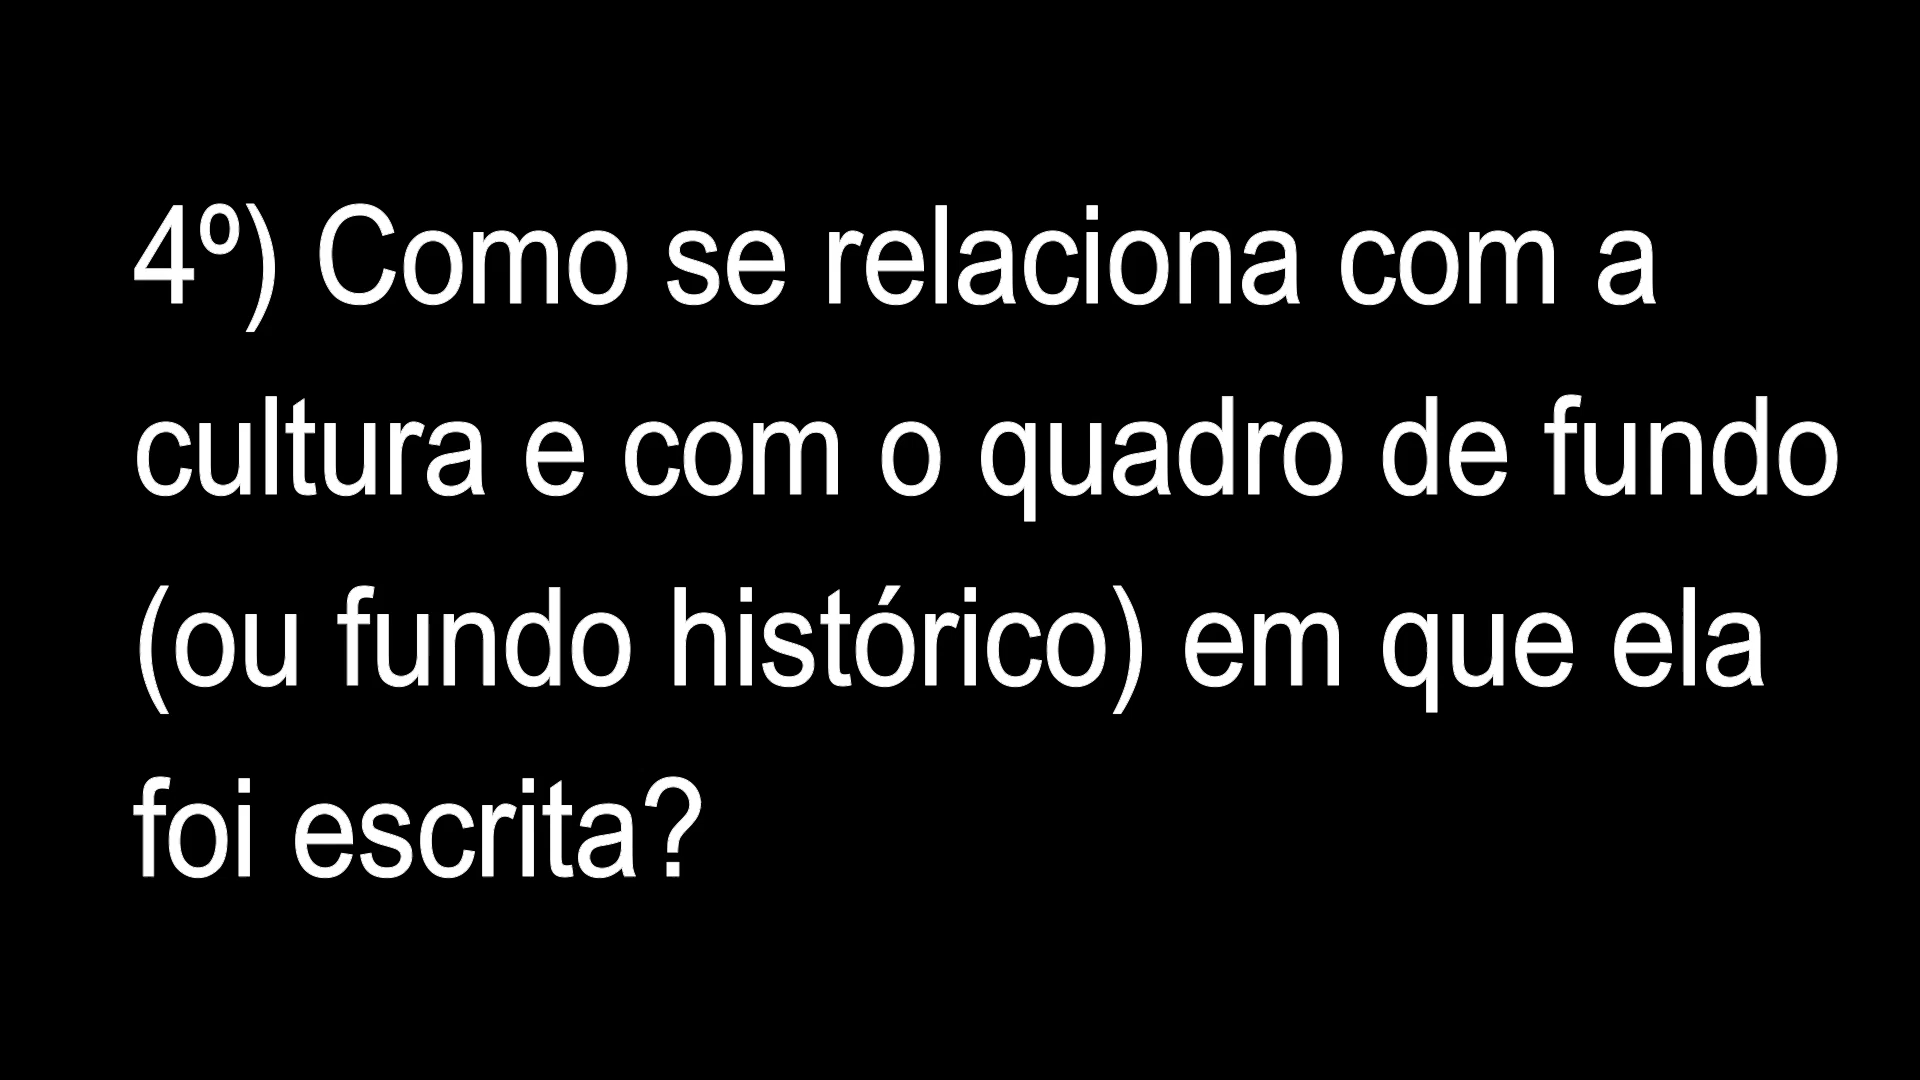 4º) Como se relaciona com a
cultura e com o quadro de fundo
(ou fundo histórico) em que ela
foi escrita?